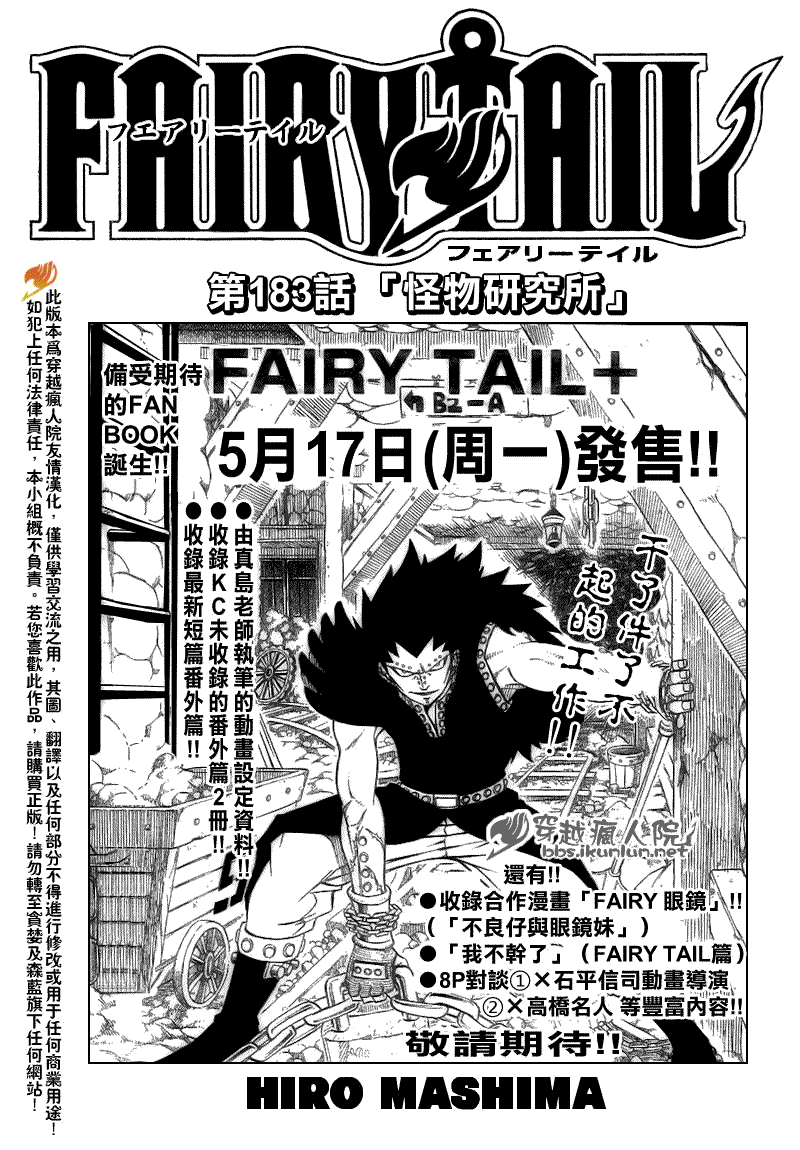 FAIRY TAIL
フェアリーテイル
フェアリーテイル
第183話「怪物研究所」
此版本爲穿越瘋人院友情漢化，僅供學習交流之用，其圖、翻譯以及任何部分不得進行修改或用于任何商業用途！
如犯上任何法律責任，本小組概不負責。若您喜歡此作品，請購買正版！請勿轉至貪婪及森藍旗下任何網站！
備受期待
的FAN
BOOK
誕生!!
FAIRY TAIL＋
B2-A
5月17日(周一)發售!!
●由真島老師執筆的動畫設定資料!!
●收錄KC未收錄的番外篇2冊!!
●收錄最新短篇番外篇!!
干了件了不
起的工作!!
穿越瘋人院
bbs.ikunlun.net
還有!!
●收錄合作漫畫「FAIRY 眼鏡」!!
（「不良仔與眼鏡妹」）
●「我不幹了」（FAIRY TAIL篇）
●8P對談①×石平信司動畫導演
②×高橋名人 等豐富內容!!
敬請期待!!
HIRO MASHIMA